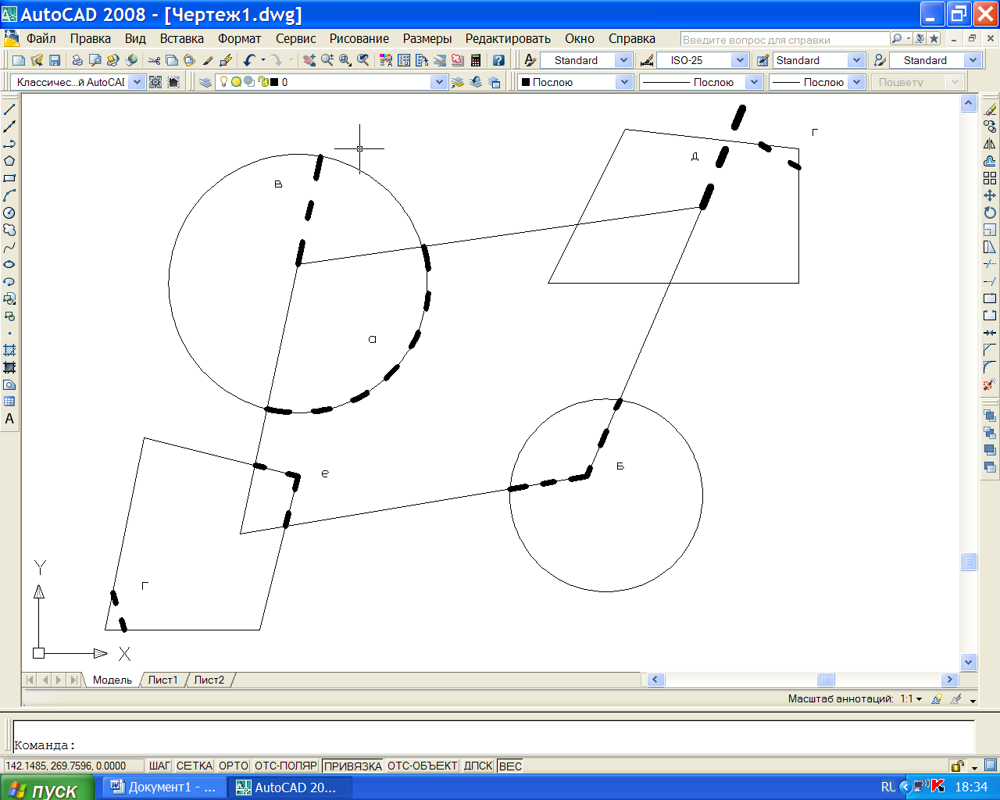 AutoCAD 2008 - [Чертеж1.dwg]
Файл Правка Вид Вставка Формат Сервис Рисование Размеры Редактировать Окно Справка Введите вопрос для справки
Standard ISO-25 Standard Standard
Классичес...й AutoCAD 0 Послою Послою Послою Поцвету
г
д
в
а
Б
е
г
Y
X
A
Модель Лист1 Лист2
Масштаб аннотаций: 1:1
Команда:
142.1485, 269.7596, 0.0000 ШАГ СЕТКА ОРТО ОТС-ПОЛЯР ПРИВЯЗКА ОТС-ОБЪЕКТ ДПСК ВЕС
пуск Документ1 - ... AutoCAD 20... RU 18:34